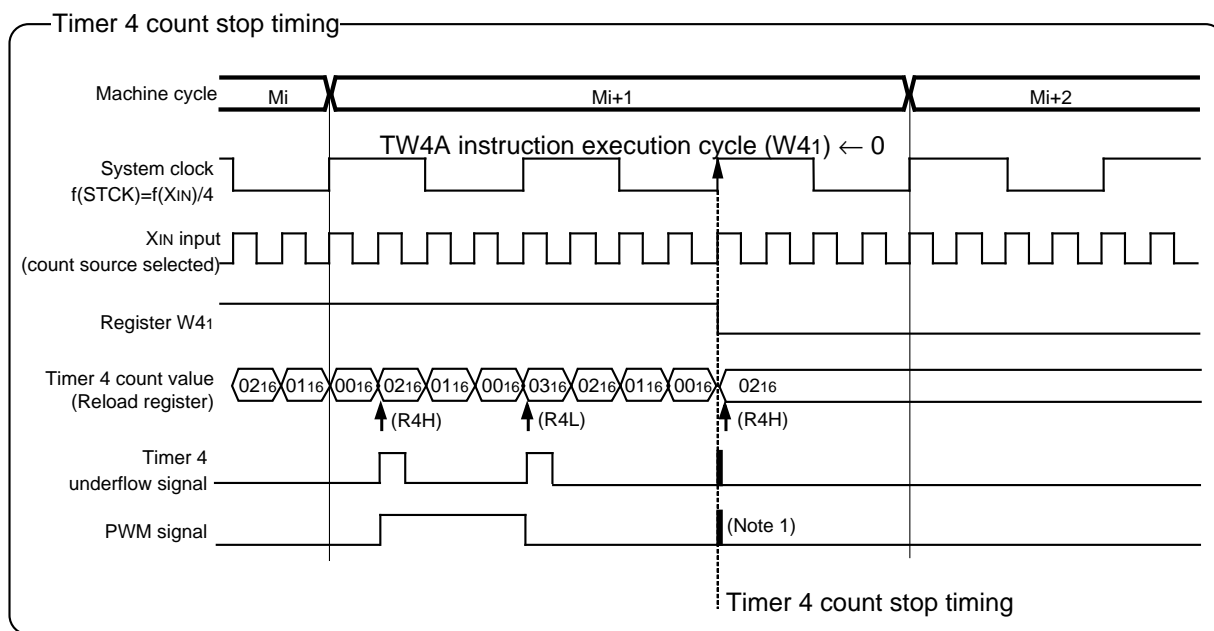 Timer 4 count stop timing
Machine cycle Mi Mi+1 Mi+2
TW4A instruction execution cycle (W41) ← 0
System clock
f(STCK)=f(XIN)/4
XIN input
(count source selected)
Register W41
Timer 4 count value
(Reload register)
0216 0116 0016 0216 0116 0016 0316 0216 0116 0016 0216
(R4H) (R4L) (R4H)
Timer 4
underflow signal
PWM signal (Note 1)
Timer 4 count stop timing